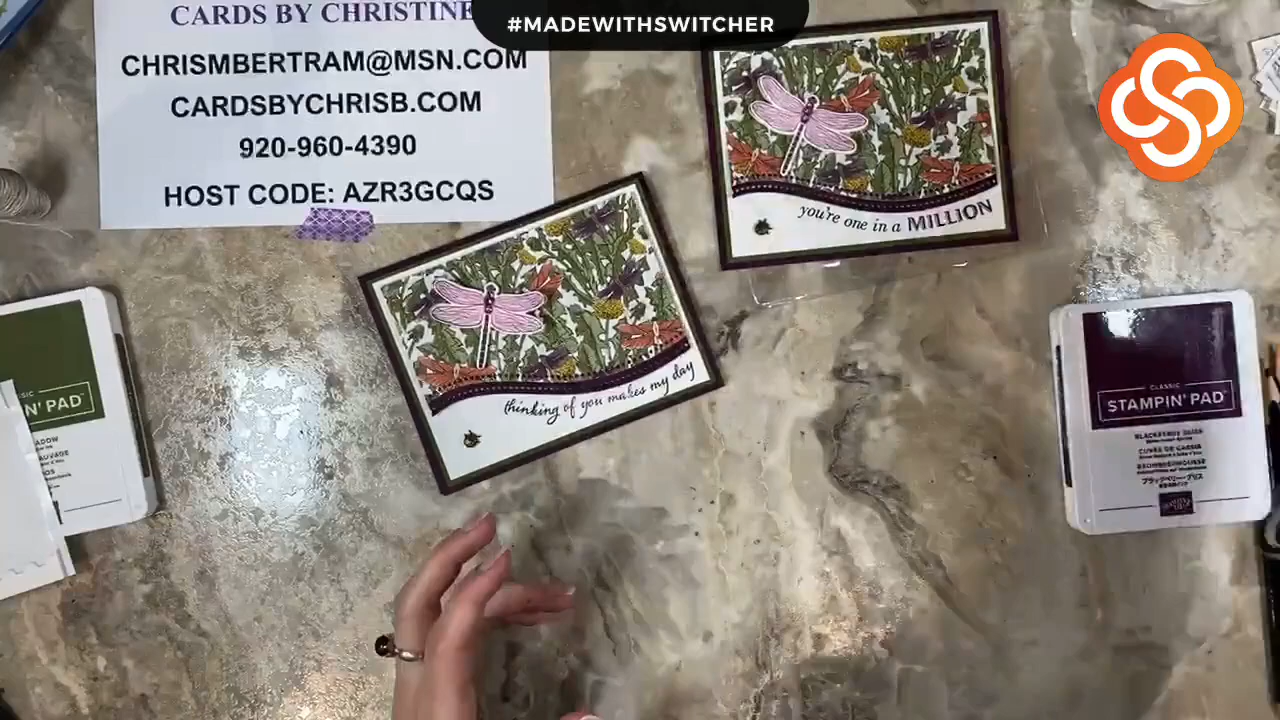 #MADEWITHSWITCHER
CARDS BY CHRISTINE
CHRISMBERTRAM@MSN.COM
CARDSBYCHRISB.COM
920-960-4390
HOST CODE: AZR3GCQS
you're one in a MILLION
thinking of you makes my day
N' PAD
CLASSIC
STAMPIN' PAD